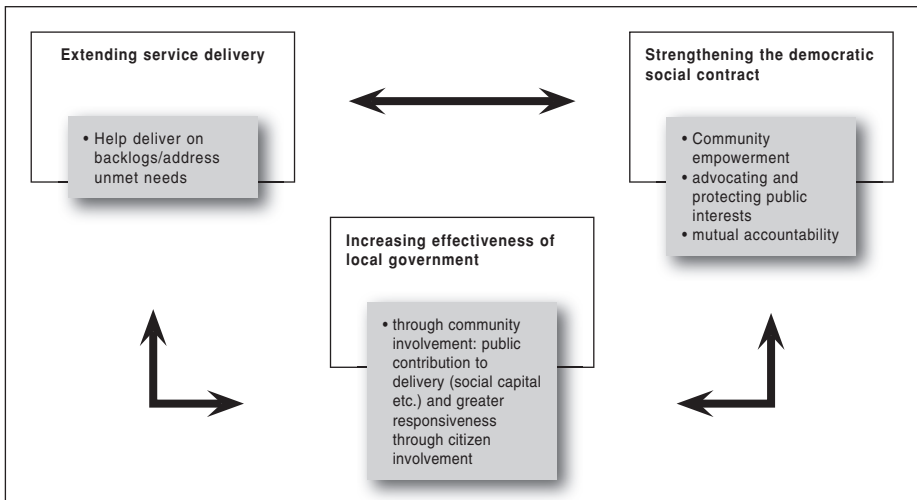 Extending service delivery
• Help deliver on
backlogs/address
unmet needs
Strengthening the democratic
social contract
• Community
empowerment
• advocating and
protecting public
interests
• mutual accountability
Increasing effectiveness of
local government
• through community
involvement: public
contribution to
delivery (social capital
etc.) and greater
responsiveness
through citizen
involvement